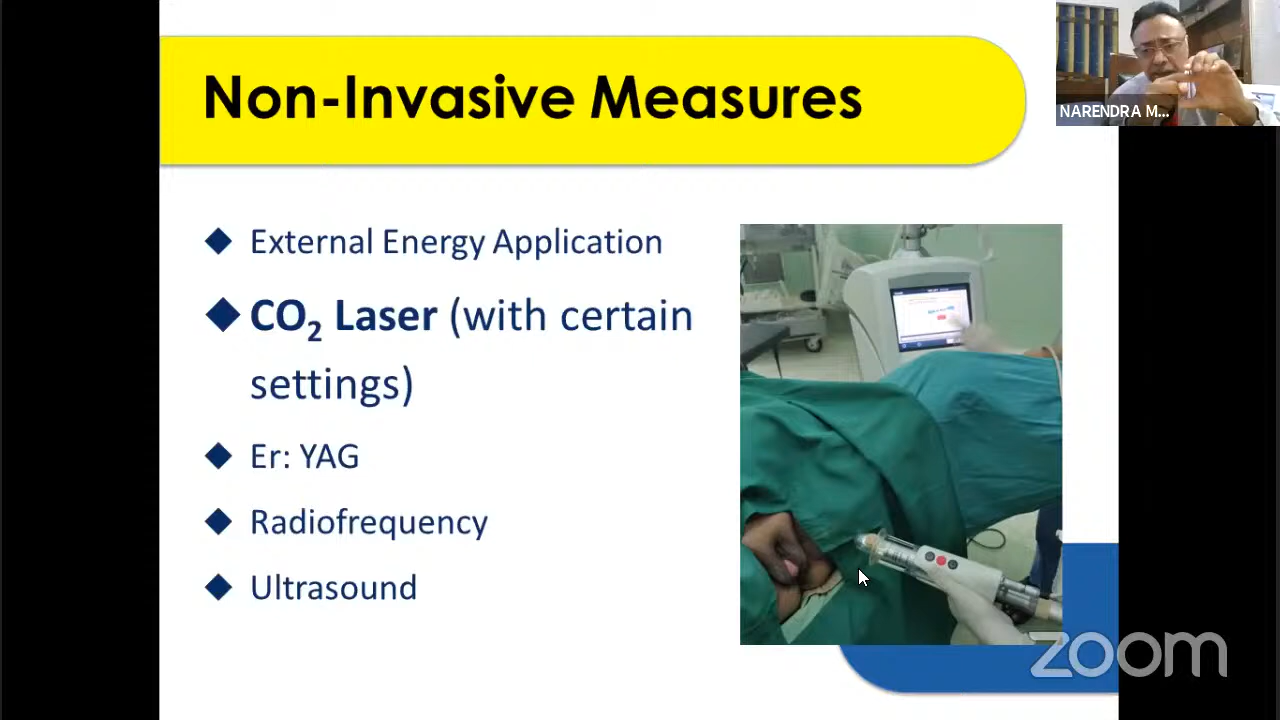 Non-Invasive Measures
NARENDRA M...
External Energy Application
CO₂ Laser (with certain
settings)
Er: YAG
Radiofrequency
Ultrasound
zoom